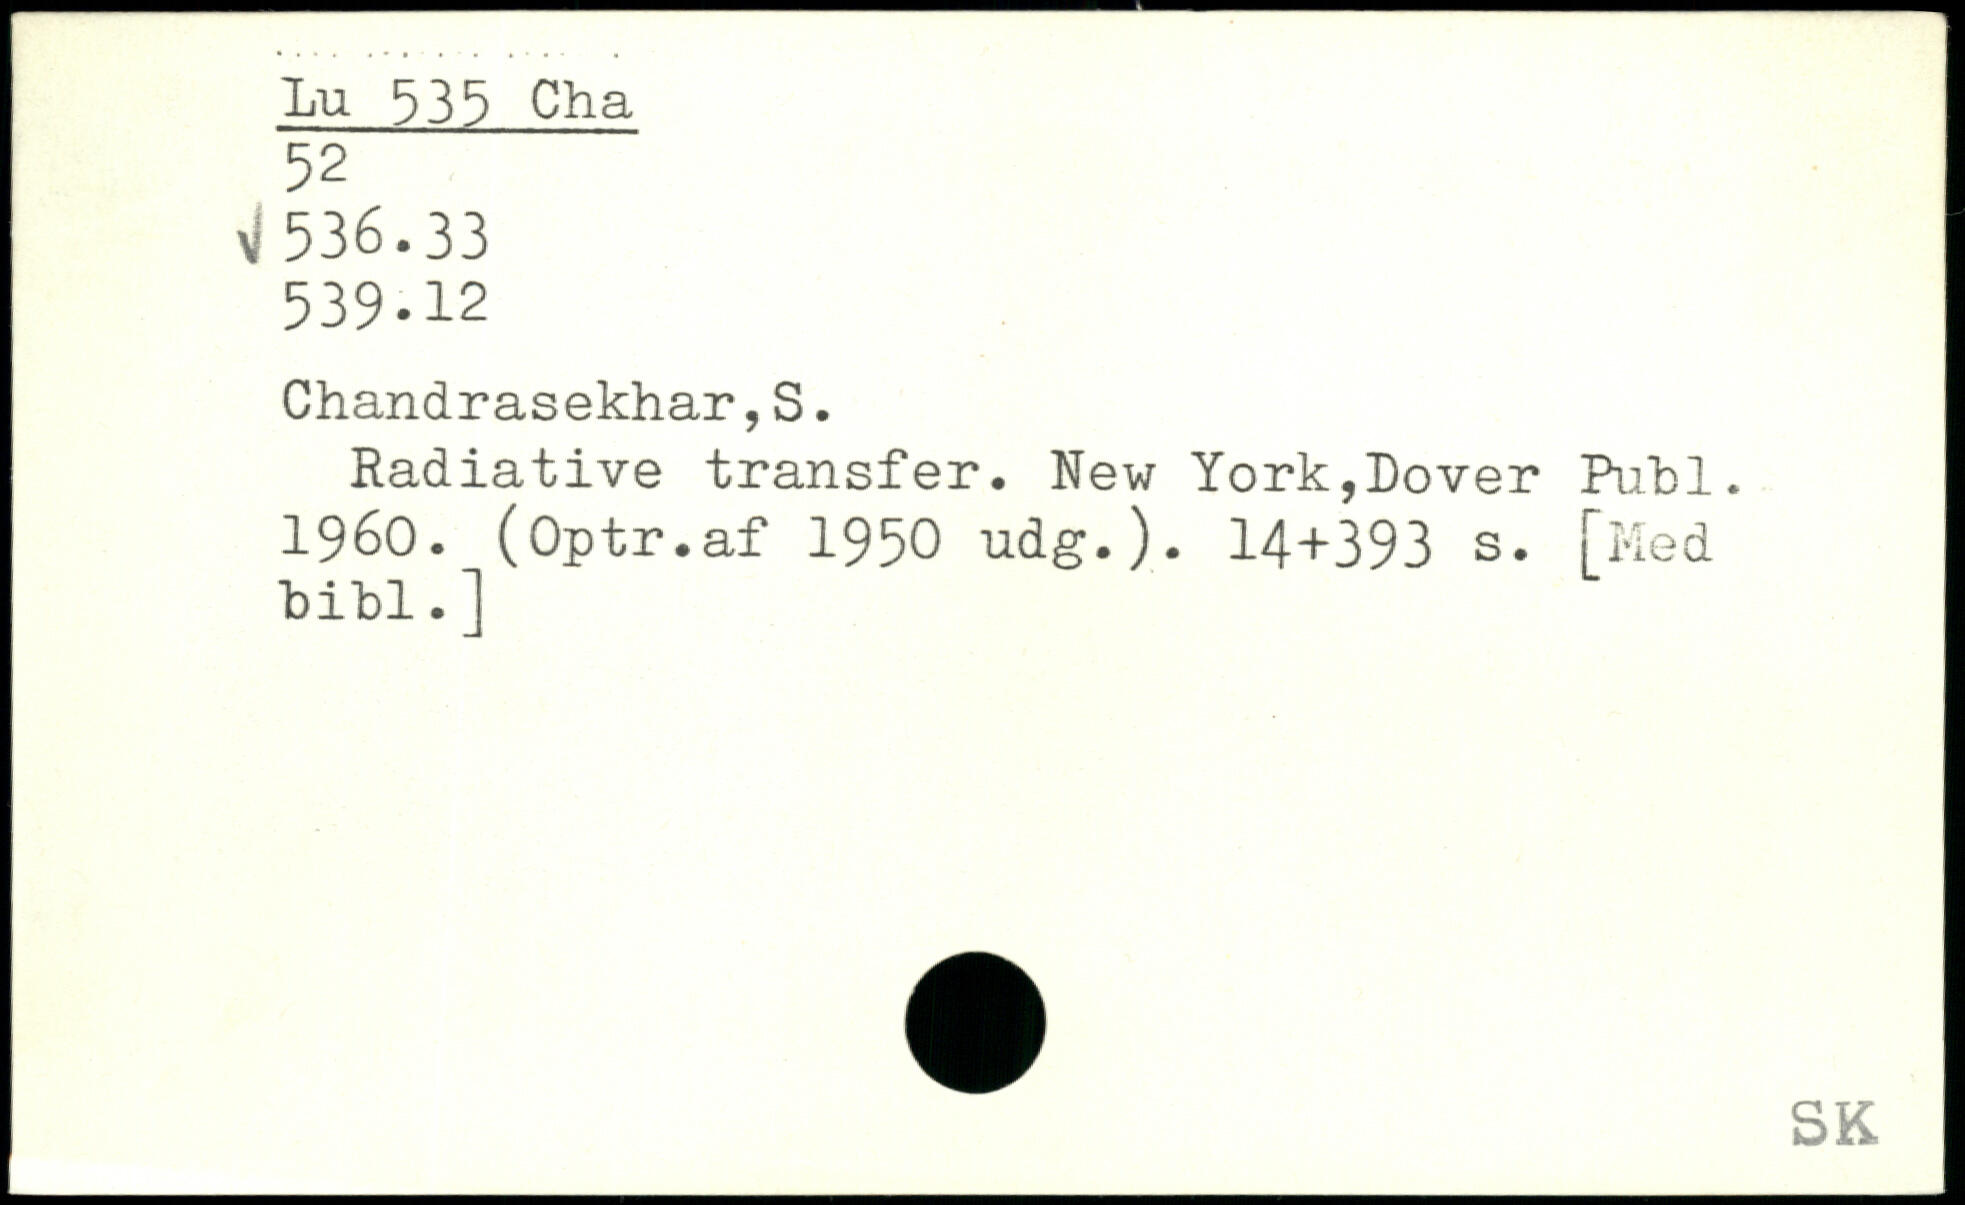 Lu 535 Cha
52
✓ 536.33
539.12
Chandrasekhar,S.
Radiative transfer. New York,Dover Publ.
1960. (Optr.af 1950 udg.). 14+393 s. [Med
bibl.]
SK